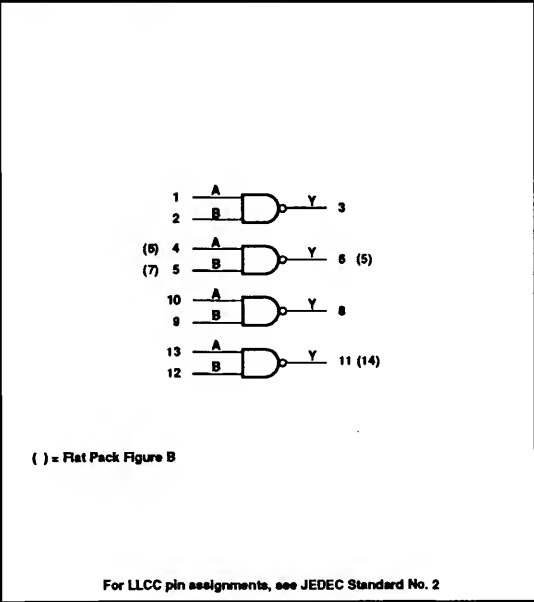 1 A Y 3
2 B
(6) 4 A Y 6 (5)
(7) 5 B
10 A Y 8
9 B
13 A Y 11 (14)
12 B
( ) = Flat Pack Figure B
For LLCC pin assignments, see JEDEC Standard No. 2